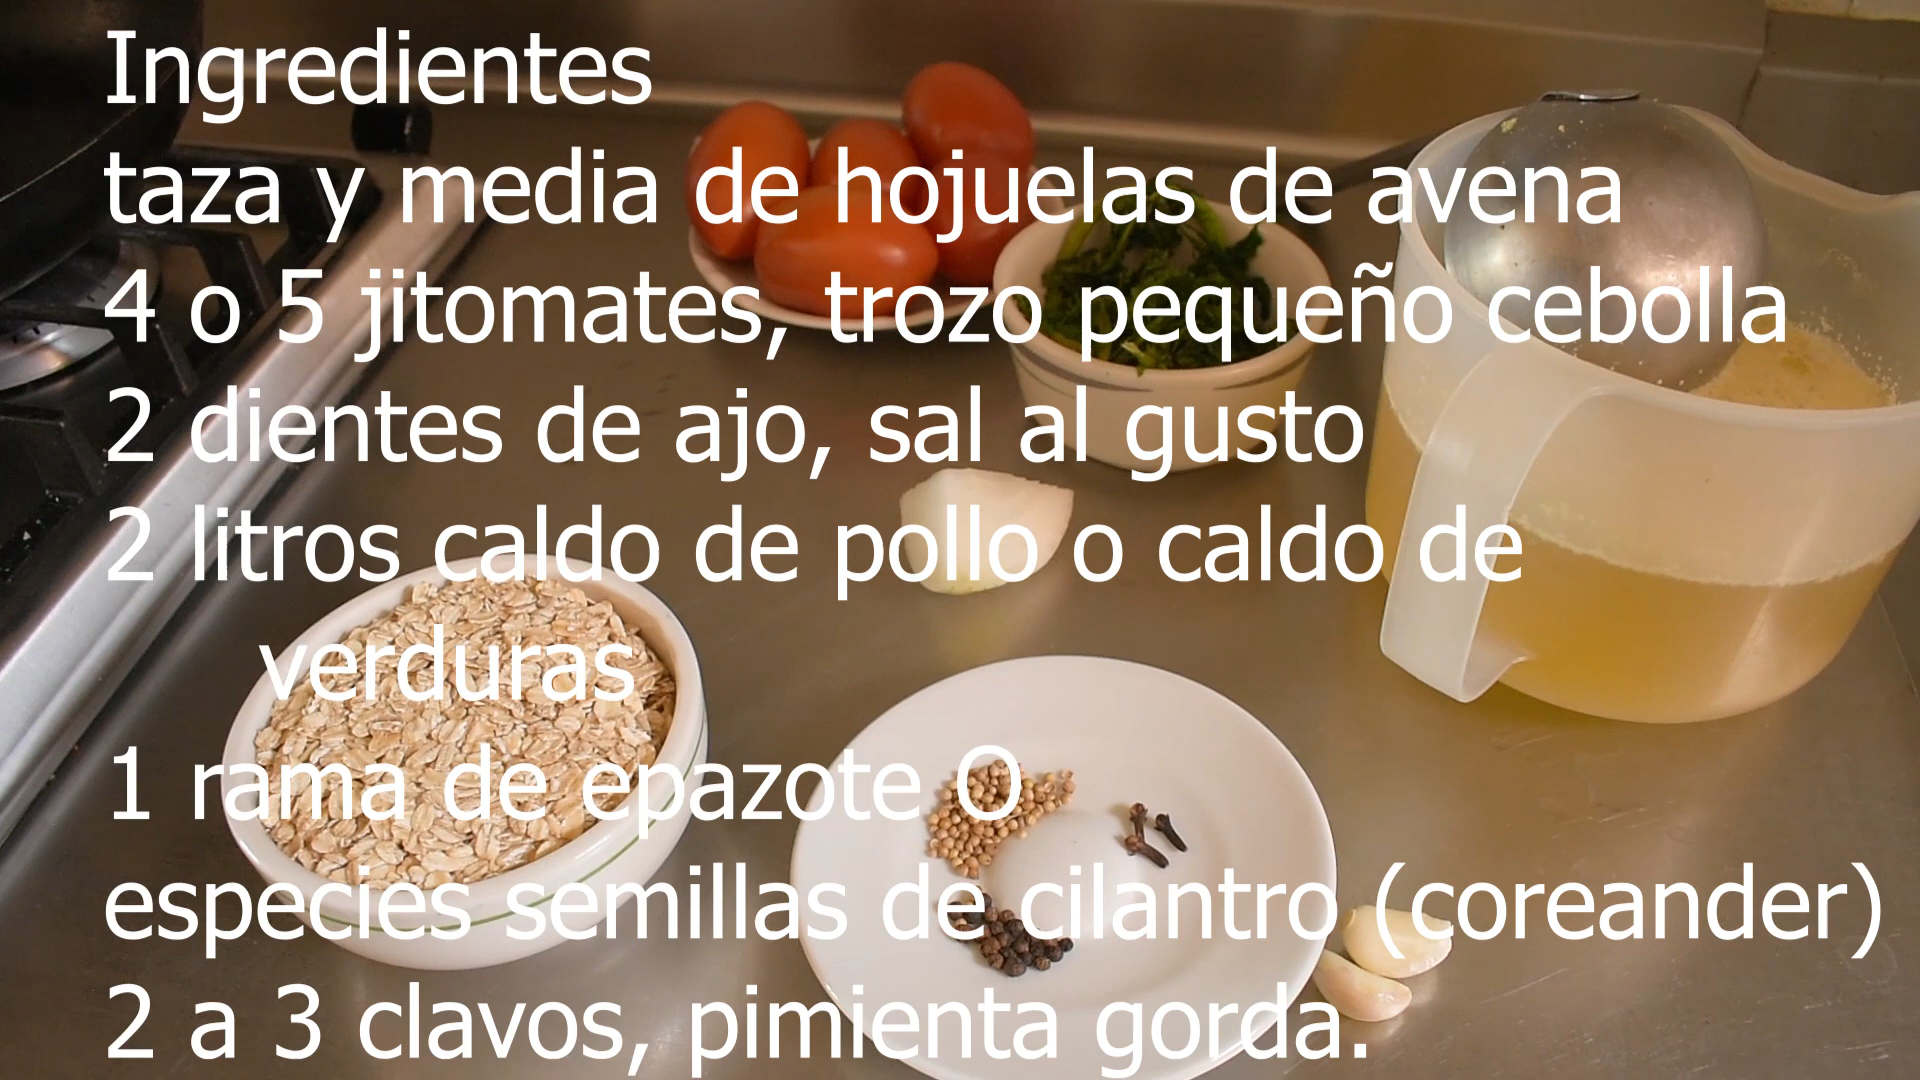 Ingredientes
taza y media de hojuelas de avena
4 o 5 jitomates, trozo pequeño cebolla
2 dientes de ajo, sal al gusto
2 litros caldo de pollo o caldo de
verduras
1 rama de epazote O
especies semillas de cilantro (coreander)
2 a 3 clavos, pimienta gorda.